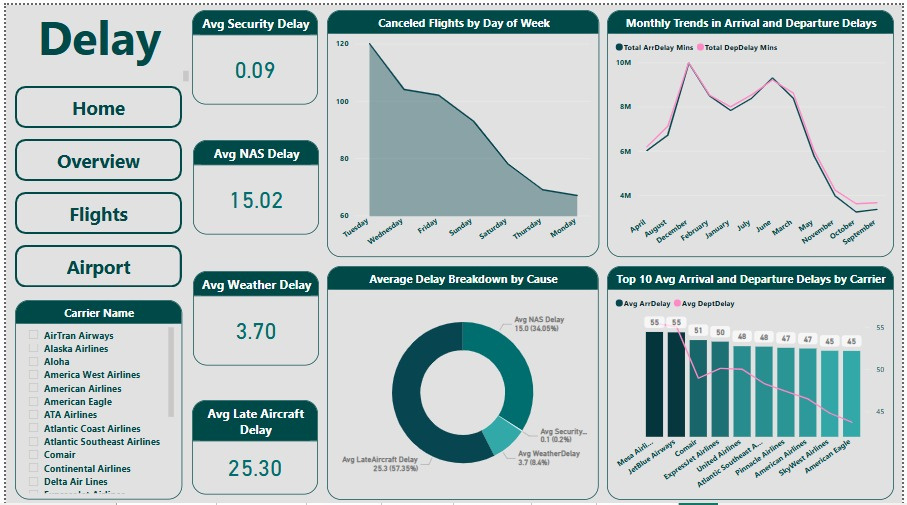 Delay
Home
Overview
Flights
Airport
Carrier Name
AirTran Airways
Alaska Airlines
Aloha
America West Airlines
American Airlines
American Eagle
ATA Airlines
Atlantic Coast Airlines
Atlantic Southeast Airlines
Comair
Continental Airlines
Delta Air Lines
Avg Security Delay
0.09
Avg NAS Delay
15.02
Avg Weather Delay
3.70
Avg Late Aircraft
Delay
25.30
Canceled Flights by Day of Week
120
100
80
60
Tuesday
Wednesday
Friday
Sunday
Saturday
Thursday
Monday
Monthly Trends in Arrival and Departure Delays
Total ArrDelay Mins Total DepDelay Mins
10M
8M
6M
4M
April
August
December
February
January
July
June
March
May
November
October
September
Average Delay Breakdown by Cause
Avg NAS Delay
15.0 (34.05%)
Avg Security...
0.1 (0.2%)
Avg WeatherDelay
3.7 (8.4%)
Avg LateAircraft Delay
25.3 (57.35%)
Top 10 Avg Arrival and Departure Delays by Carrier
Avg ArrDelay Avg DeptDelay
55 55 51 50 48 48 47 47 45 45
55
50
45
Mesa Airli...
JetBlue Airways
Comair
ExpressJet Airlines
United Airlines
Atlantic Southeast A...
Pinnacle Airlines
American Airlines
SkyWest Airlines
American Eagle